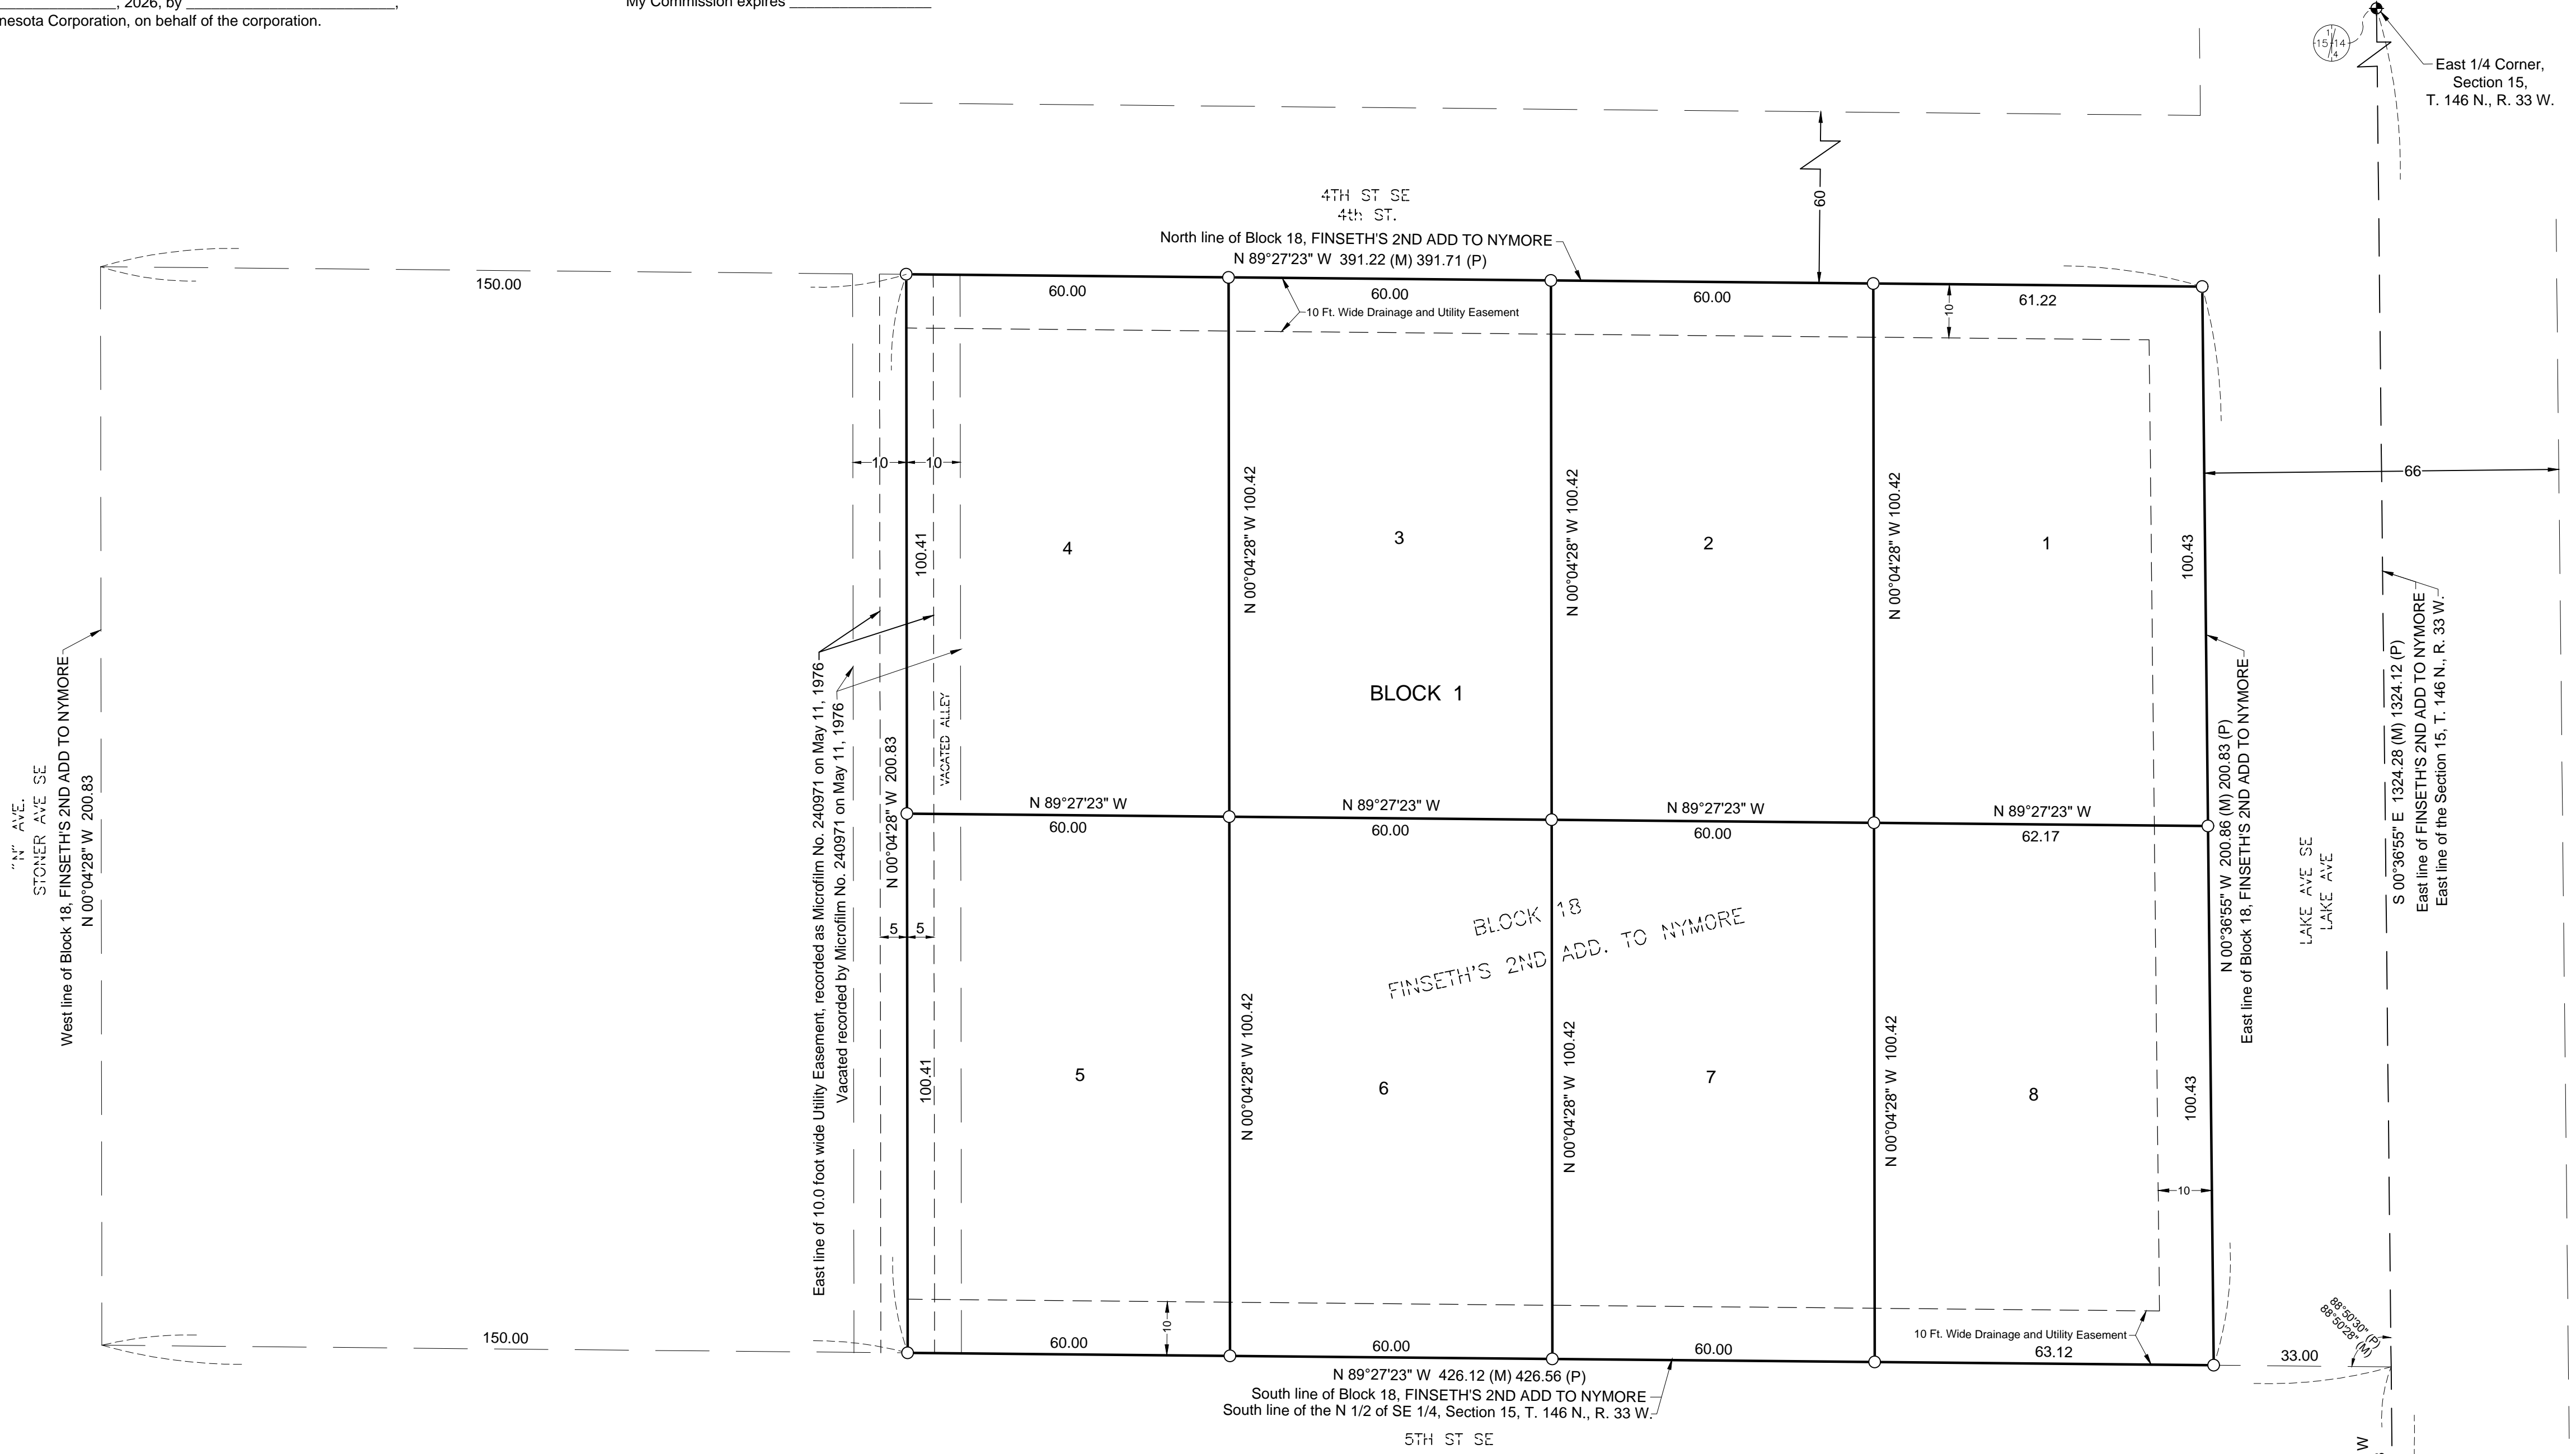 , 2026, by
nesota Corporation, on behalf of the corporation.
My Commission expires
1
15 14
4
East 1/4 Corner,
Section 15,
T. 146 N., R. 33 W.
60
4TH ST SE
4th ST.
North line of Block 18, FINSETH'S 2ND ADD TO NYMORE
N 89°27'23" W 391.22 (M) 391.71 (P)
150.00
60.00
60.00
60.00
61.22
10 Ft. Wide Drainage and Utility Easement
10
10
10
66
100.41
N 00°04'28" W 100.42
N 00°04'28" W 100.42
N 00°04'28" W 100.42
100.43
4
3
2
1
BLOCK 1
"N" AVE.
STONER AVE SE
West line of Block 18, FINSETH'S 2ND ADD TO NYMORE
N 00°04'28" W 200.83
East line of 10.0 foot wide Utility Easement, recorded as Microfilm No. 240971 on May 11, 1976
Vacated recorded by Microfilm No. 240971 on May 11, 1976
N 00°04'28" W 200.83
VACATED ALLEY
N 89°27'23" W
60.00
N 89°27'23" W
60.00
N 89°27'23" W
60.00
N 89°27'23" W
62.17
N 00°36'55" W 200.86 (M) 200.83 (P)
East line of Block 18, FINSETH'S 2ND ADD TO NYMORE
LAKE AVE SE
LAKE AVE
S 00°36'55" E 1324.28 (M) 1324.12 (P)
East line of FINSETH'S 2ND ADD TO NYMORE
East line of the Section 15, T. 146 N., R. 33 W.
BLOCK 18
FINSETH'S 2ND ADD. TO NYMORE
5
5
100.41
N 00°04'28" W 100.42
N 00°04'28" W 100.42
N 00°04'28" W 100.42
100.43
5
6
7
8
10
10
10 Ft. Wide Drainage and Utility Easement
150.00
60.00
60.00
60.00
63.12
33.00
88°50'30" (P)
88°50'28" (M)
N 89°27'23" W 426.12 (M) 426.56 (P)
South line of Block 18, FINSETH'S 2ND ADD TO NYMORE
South line of the N 1/2 of SE 1/4, Section 15, T. 146 N., R. 33 W.
5TH ST SE
W